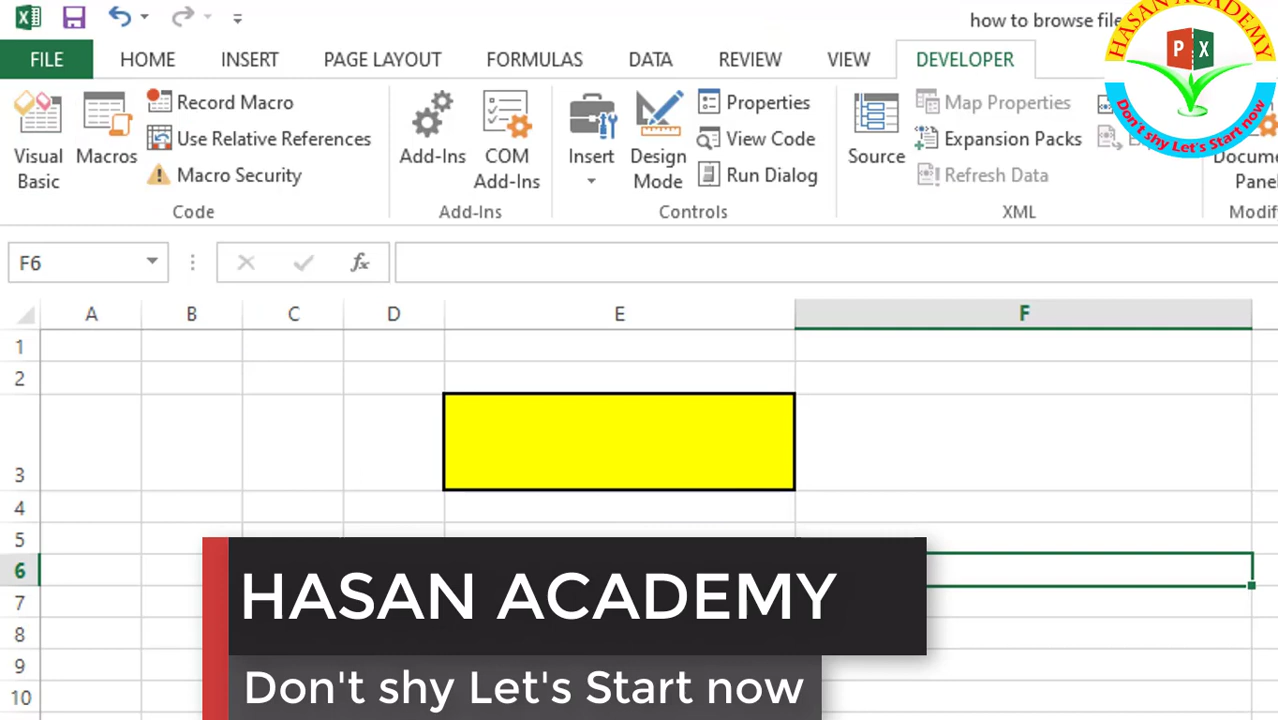 how to browse file
HASAN ACADEMY
P X
Don't shy Let's Start now
FILE HOME INSERT PAGE LAYOUT FORMULAS DATA REVIEW VIEW DEVELOPER
Visual Basic
Macros
Record Macro
Use Relative References
Macro Security
Code
Add-Ins
COM Add-Ins
Add-Ins
Insert
Design Mode
Properties
View Code
Run Dialog
Controls
Source
Map Properties
Expansion Packs
Refresh Data
XML
F6
fx
A B C D E F
1
2
3
4
5
6
7
8
9
10
HASAN ACADEMY
Don't shy Let's Start now